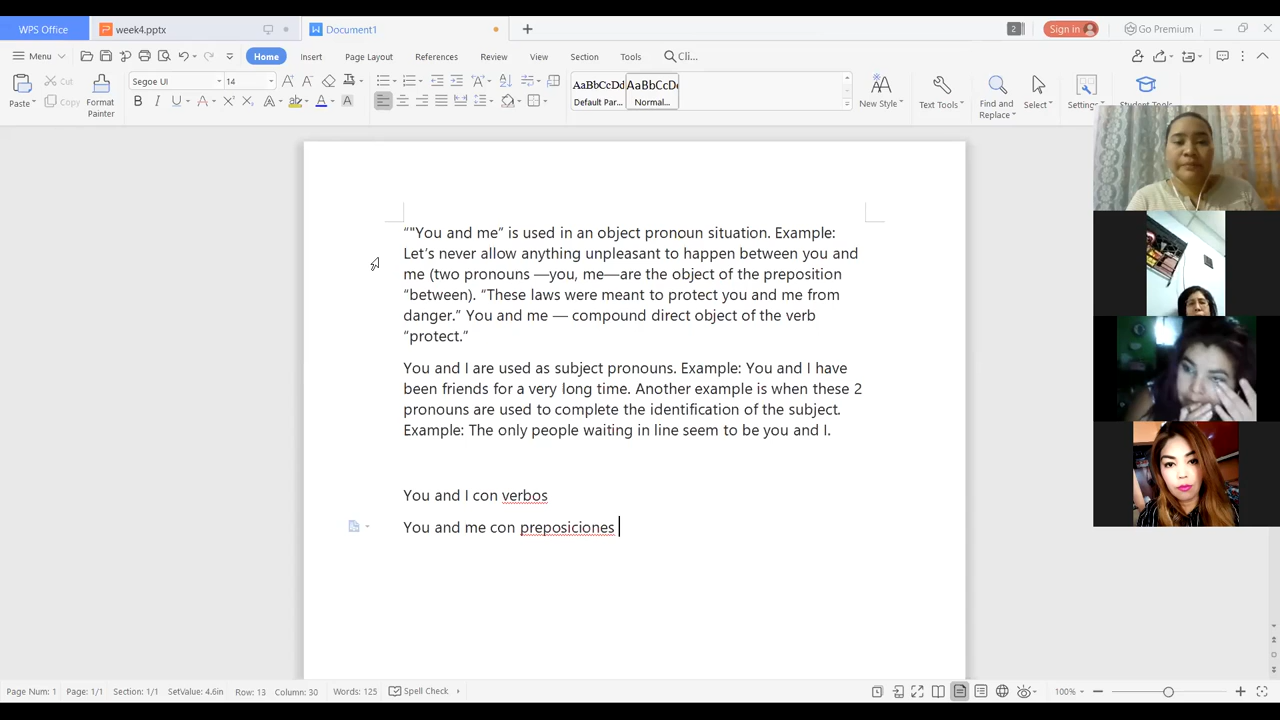 WPS Office
week4.pptx
Document1
2
Sign in
Go Premium
Menu
Home
Insert
Page Layout
References
Review
View
Section
Tools
Cli...
Paste
Cut
Copy
Format
Painter
Segoe UI
14
AaBbCcDd
Default Par...
AaBbCcDd
Normal...
New Style
Text Tools
Find and
Replace
Select
Settings
Student Tools
“"You and me” is used in an object pronoun situation. Example:
Let’s never allow anything unpleasant to happen between you and
me (two pronouns —you, me—are the object of the preposition
“between). “These laws were meant to protect you and me from
danger.” You and me — compound direct object of the verb
“protect.”
You and I are used as subject pronouns. Example: You and I have
been friends for a very long time. Another example is when these 2
pronouns are used to complete the identification of the subject.
Example: The only people waiting in line seem to be you and I.
You and I con verbos
You and me con preposiciones
Page Num: 1
Page: 1/1
Section: 1/1
SetValue: 4.6in
Row: 13
Column: 30
Words: 125
Spell Check
100%